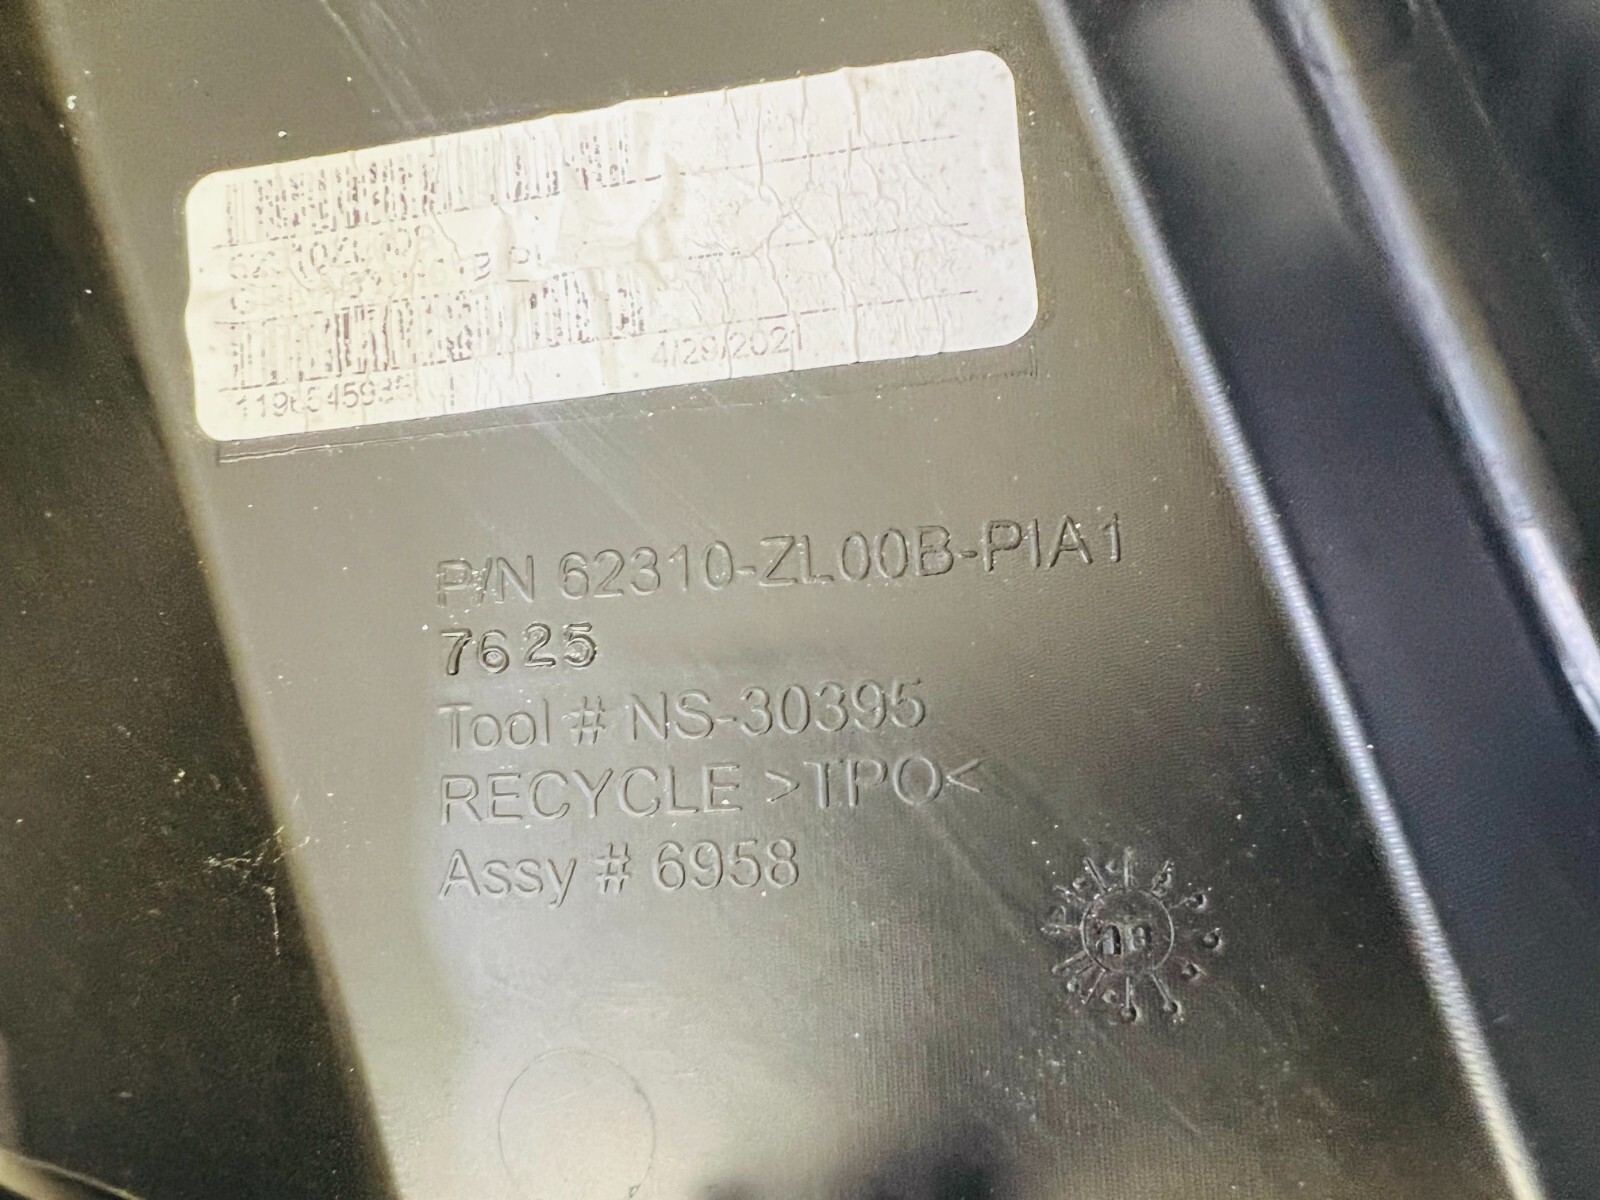 4/29/2021
P/N 62310-ZL00B-PIA1
7625
Tool # NS-30395
RECYCLE >TPO<
Assy # 6958